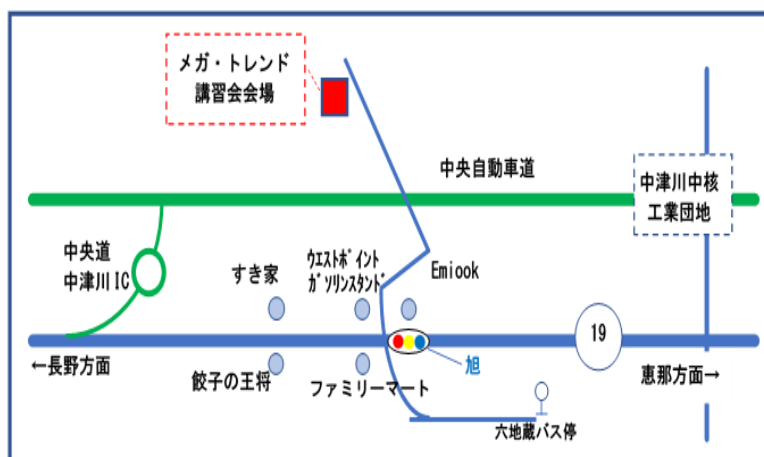 メガ・トレンド
講習会会場
中央自動車道
中津川中核
工業団地
中央道
中津川IC
すき家
ウエストポイント
ガソリンスタンド
Emiook
19
←長野方面
餃子の王将
ファミリーマート
旭
恵那方面→
六地蔵バス停